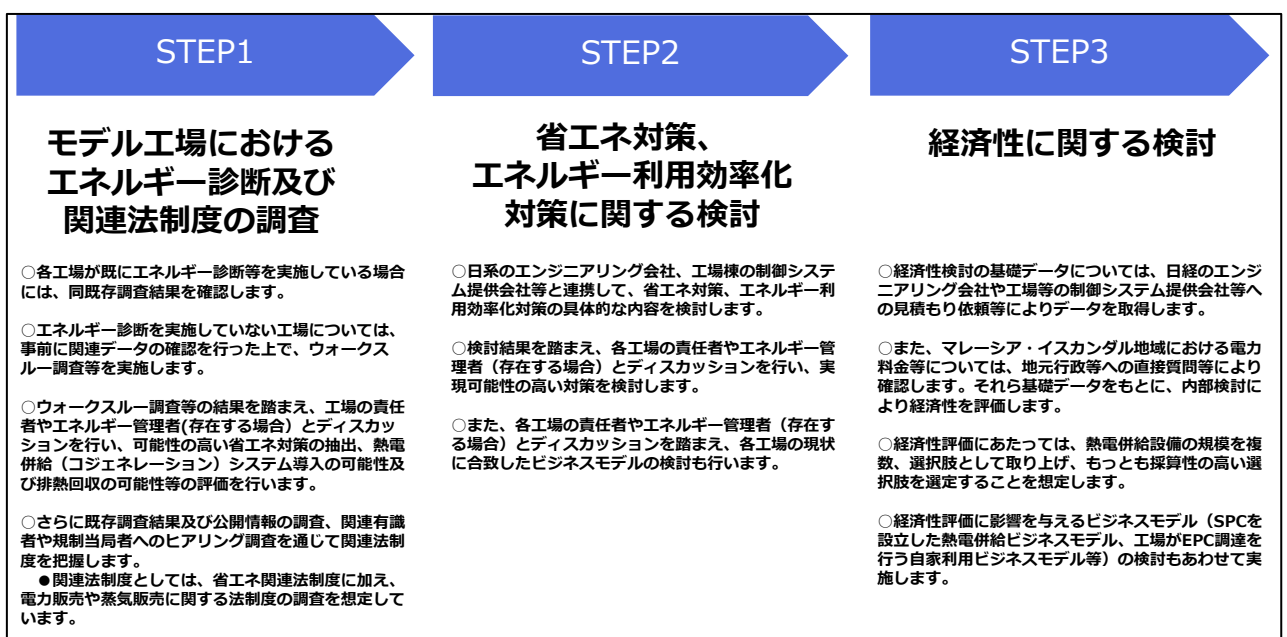 STEP1
モデル工場における
エネルギー診断及び
関連法制度の調査
○各工場が既にエネルギー診断等を実施している場合
には、同既存調査結果を確認します。
○エネルギー診断を実施していない工場については、
事前に関連データの確認を行った上で、ウォークス
ルー調査等を実施します。
○ウォークスルー調査等の結果を踏まえ、工場の責任
者やエネルギー管理者(存在する場合）とディスカッ
ションを行い、可能性の高い省エネ対策の抽出、熱電
併給（コジェネレーション）システム導入の可能性及
び排熱回収の可能性等の評価を行います。
○さらに既存調査結果及び公開情報の調査、関連有識
者や規制当局者へのヒアリング調査を通じて関連法制
度を把握します。
●関連法制度としては、省エネ関連法制度に加え、
電力販売や蒸気販売に関する法制度の調査を想定して
います。
STEP2
省エネ対策、
エネルギー利用効率化
対策に関する検討
○日系のエンジニアリング会社、工場棟の制御システ
ム提供会社等と連携して、省エネ対策、エネルギー利
用効率化対策の具体的な内容を検討します。
○検討結果を踏まえ、各工場の責任者やエネルギー管
理者（存在する場合）とディスカッションを行い、実
現可能性の高い対策を検討します。
○また、各工場の責任者やエネルギー管理者（存在す
る場合）とディスカッションを踏まえ、各工場の現状
に合致したビジネスモデルの検討も行います。
STEP3
経済性に関する検討
○経済性検討の基礎データについては、日経のエンジ
ニアリング会社や工場等の制御システム提供会社等へ
の見積もり依頼等によりデータを取得します。
○また、マレーシア・イスカンダル地域における電力
料金等については、地元行政等への直接質問等により
確認します。それら基礎データをもとに、内部検討に
より経済性を評価します。
○経済性評価にあたっては、熱電併給設備の規模を複
数、選択肢として取り上げ、もっとも採算性の高い選
択肢を選定することを想定します。
○経済性評価に影響を与えるビジネスモデル（SPCを
設立した熱電併給ビジネスモデル、工場がEPC調達を
行う自家利用ビジネスモデル等）の検討もあわせて実
施します。